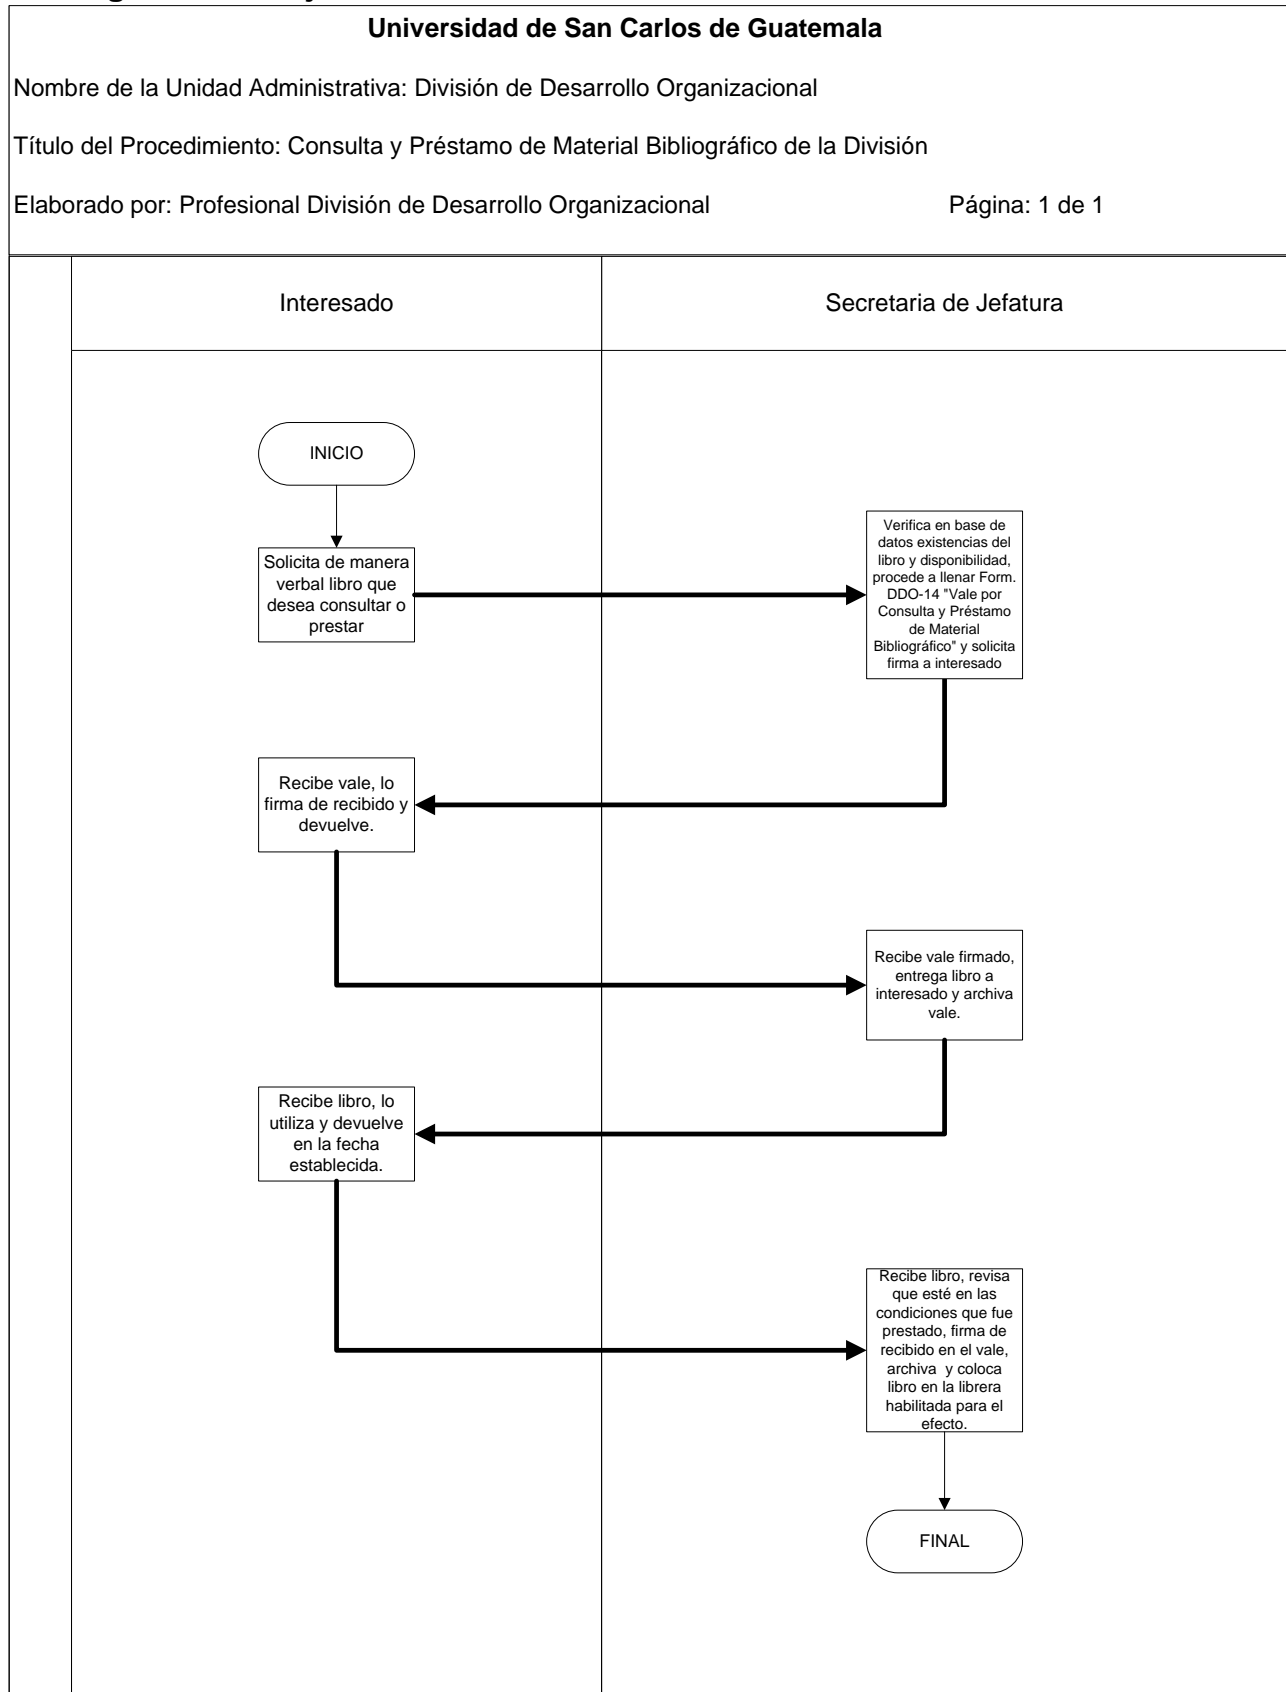 Universidad de San Carlos de Guatemala
Nombre de la Unidad Administrativa: División de Desarrollo Organizacional
Título del Procedimiento: Consulta y Préstamo de Material Bibliográfico de la División
Elaborado por: Profesional División de Desarrollo Organizacional Página: 1 de 1
Interesado
Secretaria de Jefatura
INICIO
Solicita de manera
verbal libro que
desea consultar o
prestar
Verifica en base de
datos existencias del
libro y disponibilidad,
procede a llenar Form.
DDO-14 "Vale por
Consulta y Préstamo
de Material
Bibliográfico" y solicita
firma a interesado
Recibe vale, lo
firma de recibido y
devuelve.
Recibe vale firmado,
entrega libro a
interesado y archiva
vale.
Recibe libro, lo
utiliza y devuelve
en la fecha
establecida.
Recibe libro, revisa
que esté en las
condiciones que fue
prestado, firma de
recibido en el vale,
archiva  y coloca
libro en la librera
habilitada para el
efecto.
FINAL